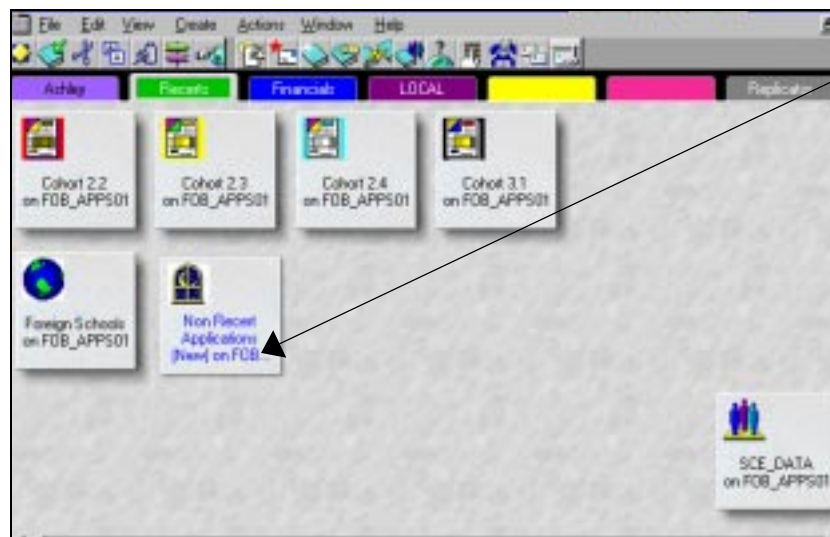 File Edit View Create Actions Window Help
Ashley Recerts Financials LOCAL Replicator
Cohort 2.2
on FOB_APPS01
Cohort 2.3
on FOB_APPS01
Cohort 2.4
on FOB_APPS01
Cohort 3.1
on FOB_APPS01
Foreign Schools
on FOB_APPS01
Non Recert
Applications
(New) on FOB...
SCE_DATA
on FOB_APPS01